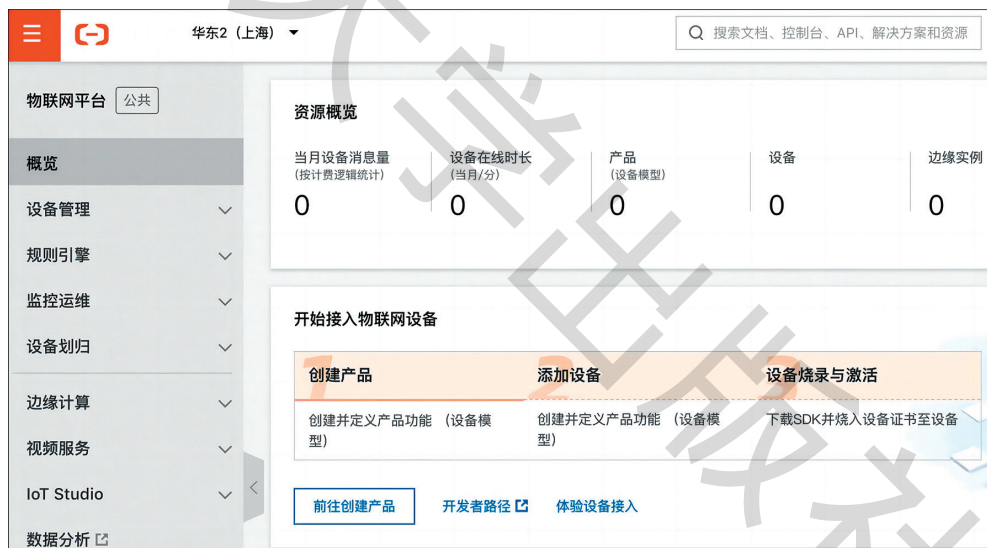 华东2（上海）
搜索文档、控制台、API、解决方案和资源
物联网平台 公共
概览
设备管理
规则引擎
监控运维
设备划归
边缘计算
视频服务
IoT Studio
数据分析
资源概览
当月设备消息量
(按计费逻辑统计)
0
设备在线时长
(当月/分)
0
产品
(设备模型)
0
设备
0
边缘实例
0
开始接入物联网设备
1 创建产品
创建并定义产品功能 （设备模
型）
2 添加设备
创建并定义产品功能 （设备模
型）
3 设备烧录与激活
下载SDK并烧入设备证书至设备
前往创建产品 开发者路径 体验设备接入
大学出版社